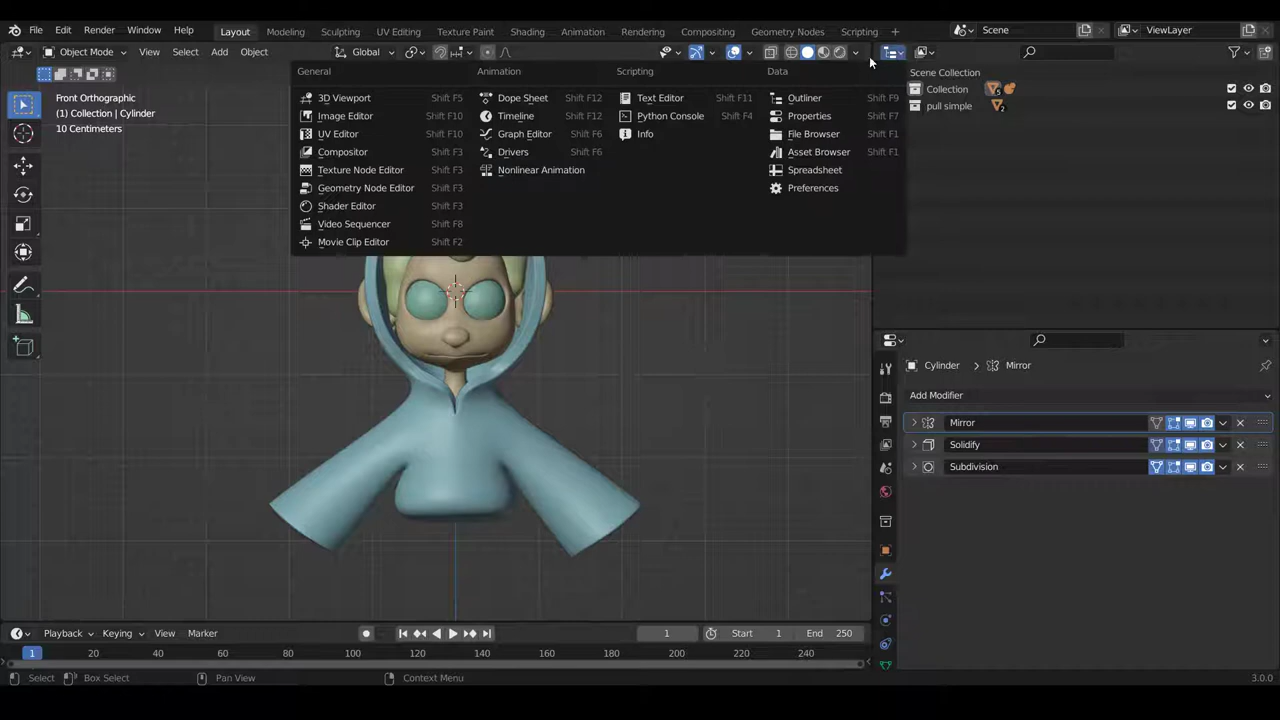 File Edit Render Window Help Layout Modeling Sculpting UV Editing Texture Paint Shading Animation Rendering Compositing Geometry Nodes Scripting + Scene ViewLayer
Object Mode View Select Add Object Global
General Animation Scripting Data
3D Viewport Shift F5 Dope Sheet Shift F12 Text Editor Shift F11 Outliner Shift F9
Image Editor Shift F10 Timeline Shift F12 Python Console Shift F4 Properties Shift F7
UV Editor Shift F10 Graph Editor Shift F6 Info File Browser Shift F1
Compositor Shift F3 Drivers Shift F6 Asset Browser Shift F1
Texture Node Editor Shift F3 Nonlinear Animation Spreadsheet
Geometry Node Editor Shift F3 Preferences
Shader Editor Shift F3
Video Sequencer Shift F8
Movie Clip Editor Shift F2
Front Orthographic
(1) Collection | Cylinder
10 Centimeters
Scene Collection
Collection 5
pull simple 2
Cylinder > Mirror
Add Modifier
Mirror
Solidify
Subdivision
Playback Keying View Marker 1 Start 1 End 250
1 20 40 60 80 100 120 140 160 180 200 220 240
Select Box Select Pan View Context Menu 3.0.0